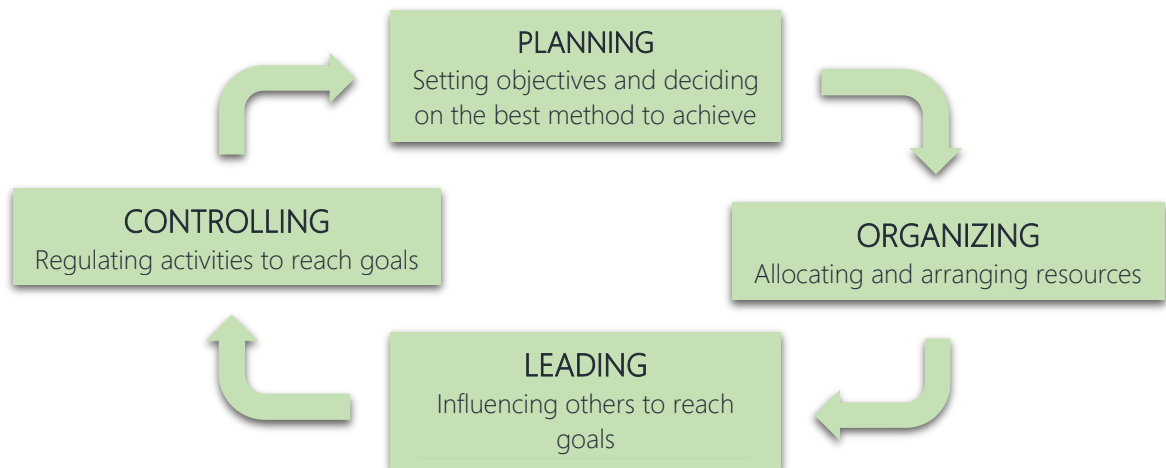 PLANNING
Setting objectives and deciding
on the best method to achieve
CONTROLLING
Regulating activities to reach goals
ORGANIZING
Allocating and arranging resources
LEADING
Influencing others to reach
goals